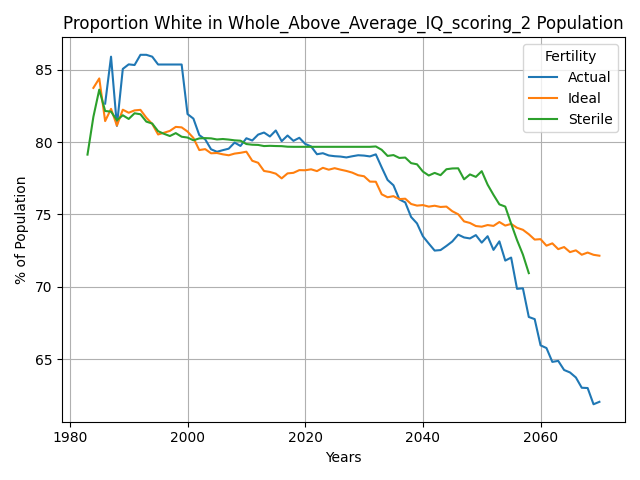 Proportion White in Whole_Above_Average_IQ_scoring_2 Population
Fertility
Actual
Ideal
Sterile
% of Population
85
80
75
70
65
1980
2000
2020
2040
2060
Years